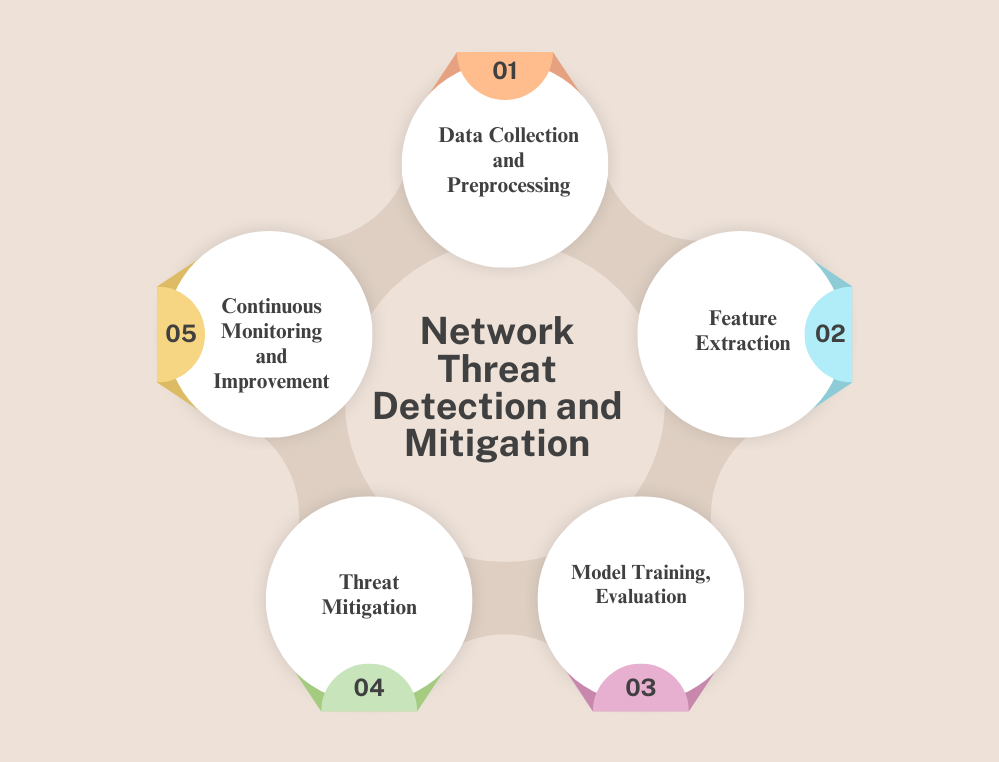 01
Data Collection
and
Preprocessing
02
Feature
Extraction
03
Model Training,
Evaluation
04
Threat
Mitigation
05
Continuous
Monitoring
and
Improvement
Network
Threat
Detection and
Mitigation